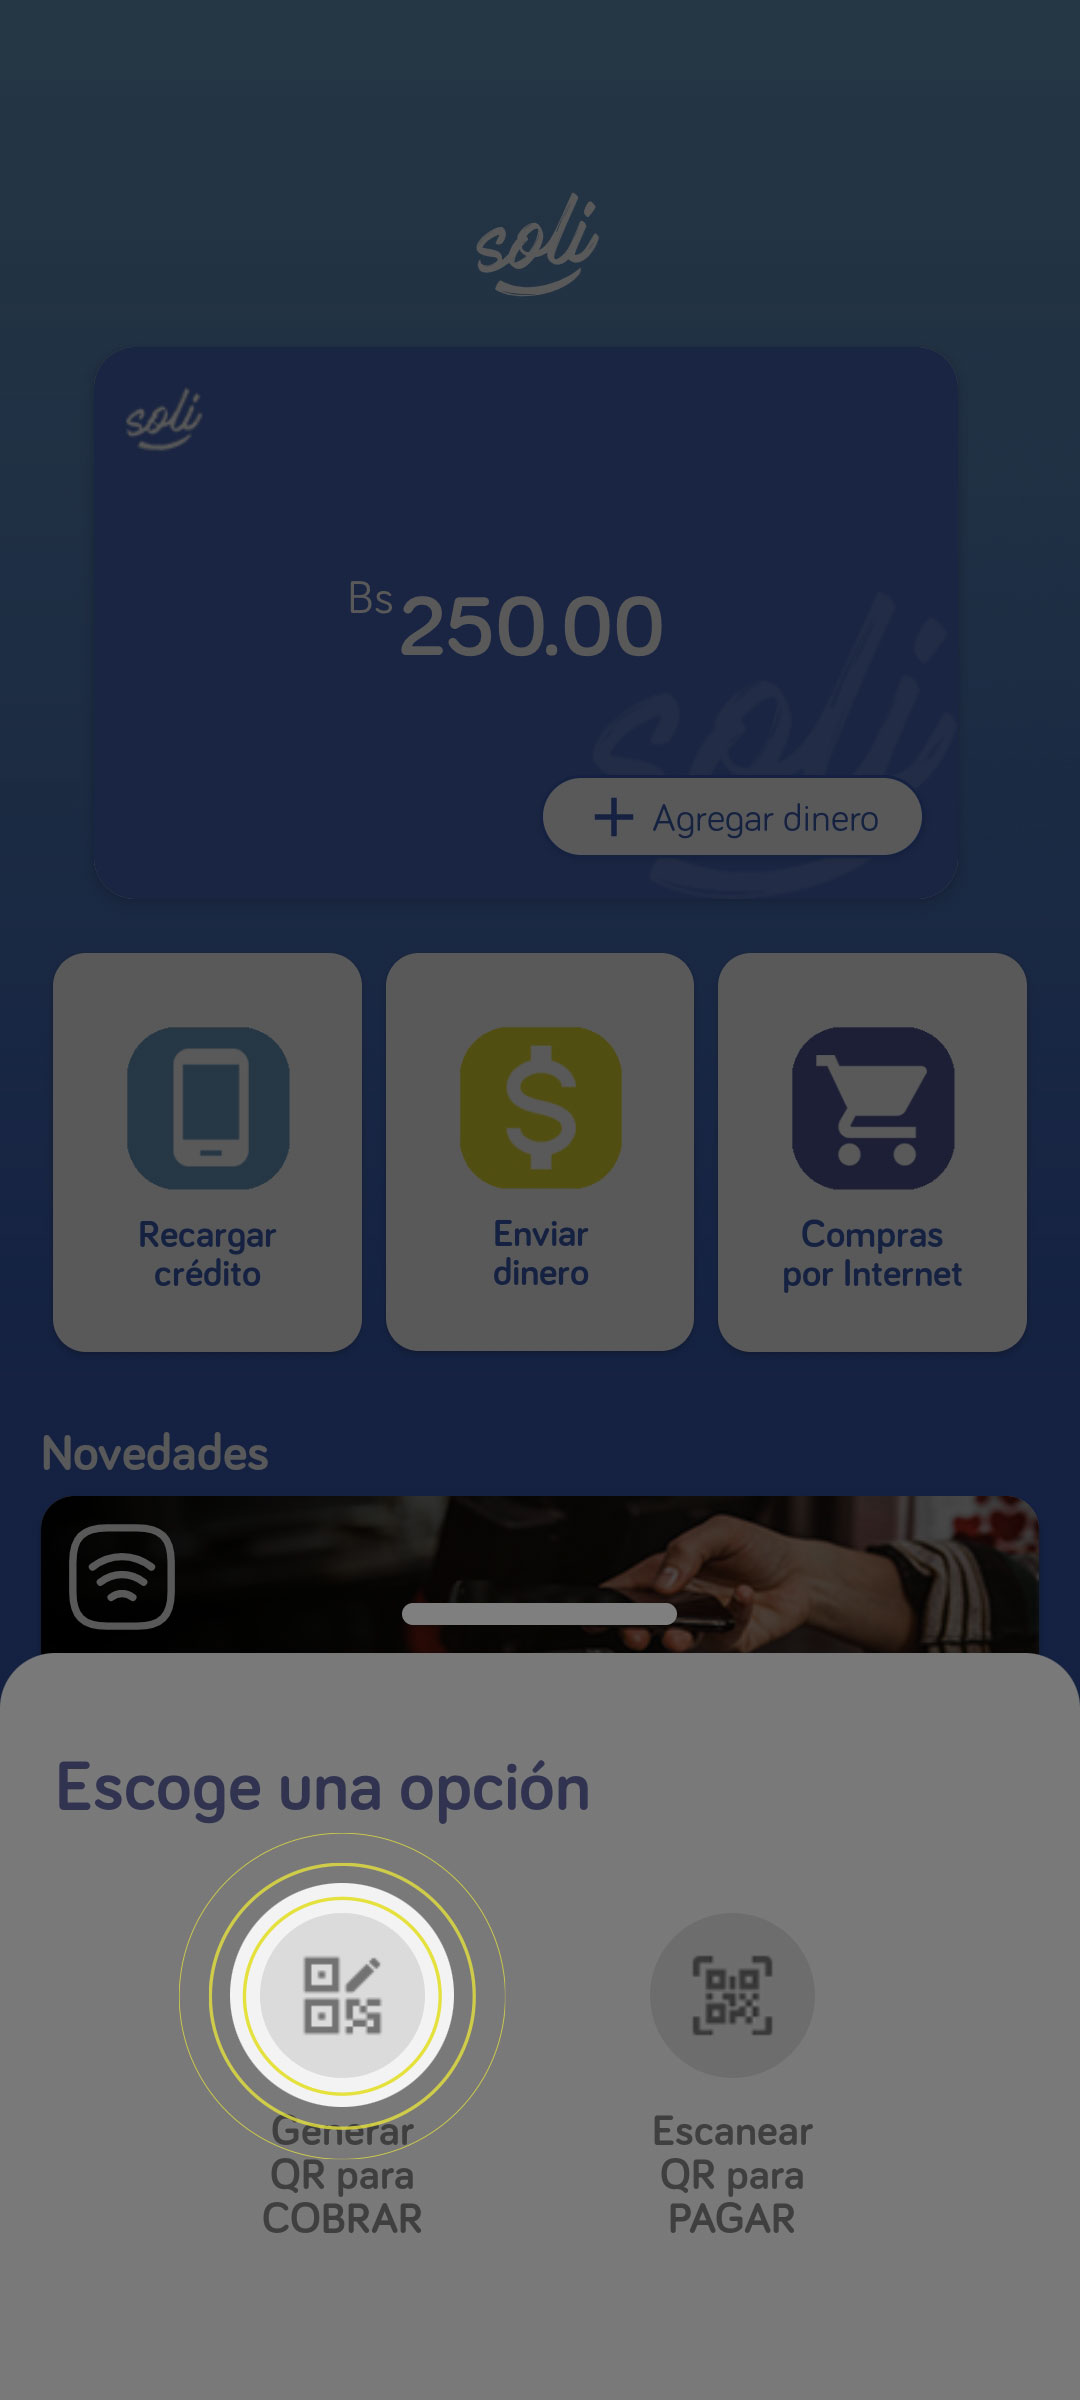 soli
soli
Bs 250.00
soli
Agregar dinero
Recargar
crédito
Enviar
dinero
Compras
por Internet
Novedades
Escoge una opción
Generar
QR para
COBRAR
Escanear
QR para
PAGAR